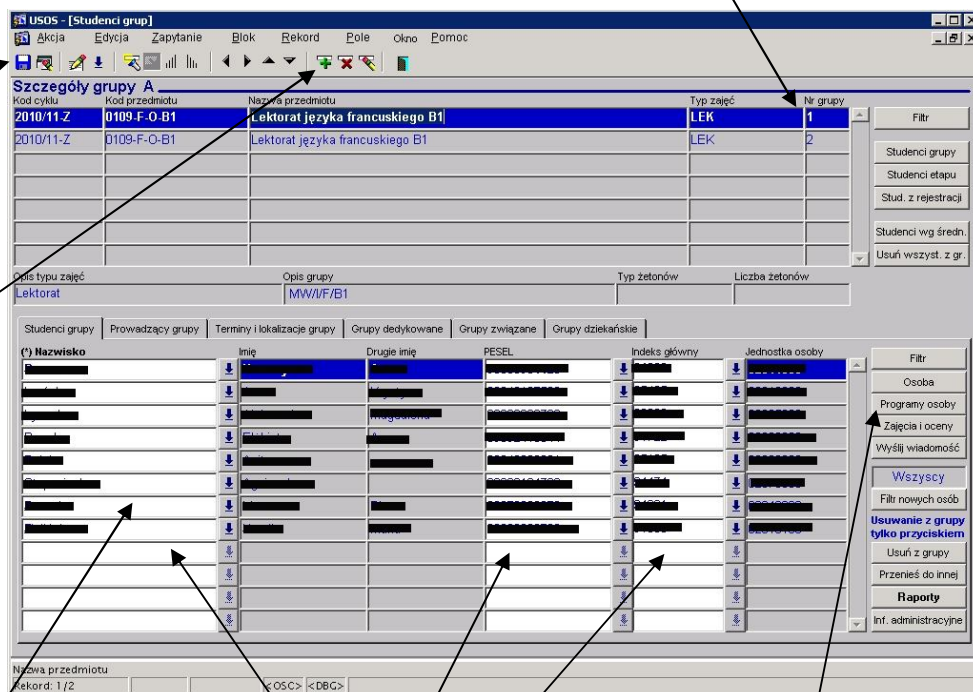 USOS - [Studenci grup]
Akcja Edycja Zapytanie Blok Rekord Pole Okno Pomoc
Szczegóły grupy A
Kod cyklu Kod przedmiotu Nazwa przedmiotu Typ zajęć Nr grupy
2010/11-Z 0109-F-O-B1 Lektorat języka francuskiego B1 LEK 1
2010/11-Z 0109-F-O-B1 Lektorat języka francuskiego B1 LEK 2
Filtr
Studenci grupy
Studenci etapu
Stud. z rejestracji
Studenci wg średn.
Usuń wszyst. z gr.
Opis typu zajęć Opis grupy Typ żetonów Liczba żetonów
Lektorat MW/I/F/B1
Studenci grupy Prowadzący grupy Terminy i lokalizacje grupy Grupy dedykowane Grupy związane Grupy dziekańskie
(*) Nazwisko Imię Drugie imię PESEL Indeks główny Jednostka osoby
Filtr
Osoba
Programy osoby
Zajęcia i oceny
Wyślij wiadomość
Wszyscy
Filtr nowych osób
Usuwanie z grupy
tylko przyciskiem
Usuń z grupy
Przenieś do innej
Raporty
Inf. administracyjne
Nazwa przedmiotu
Rekord: 1/2 <OSC> <DBG>